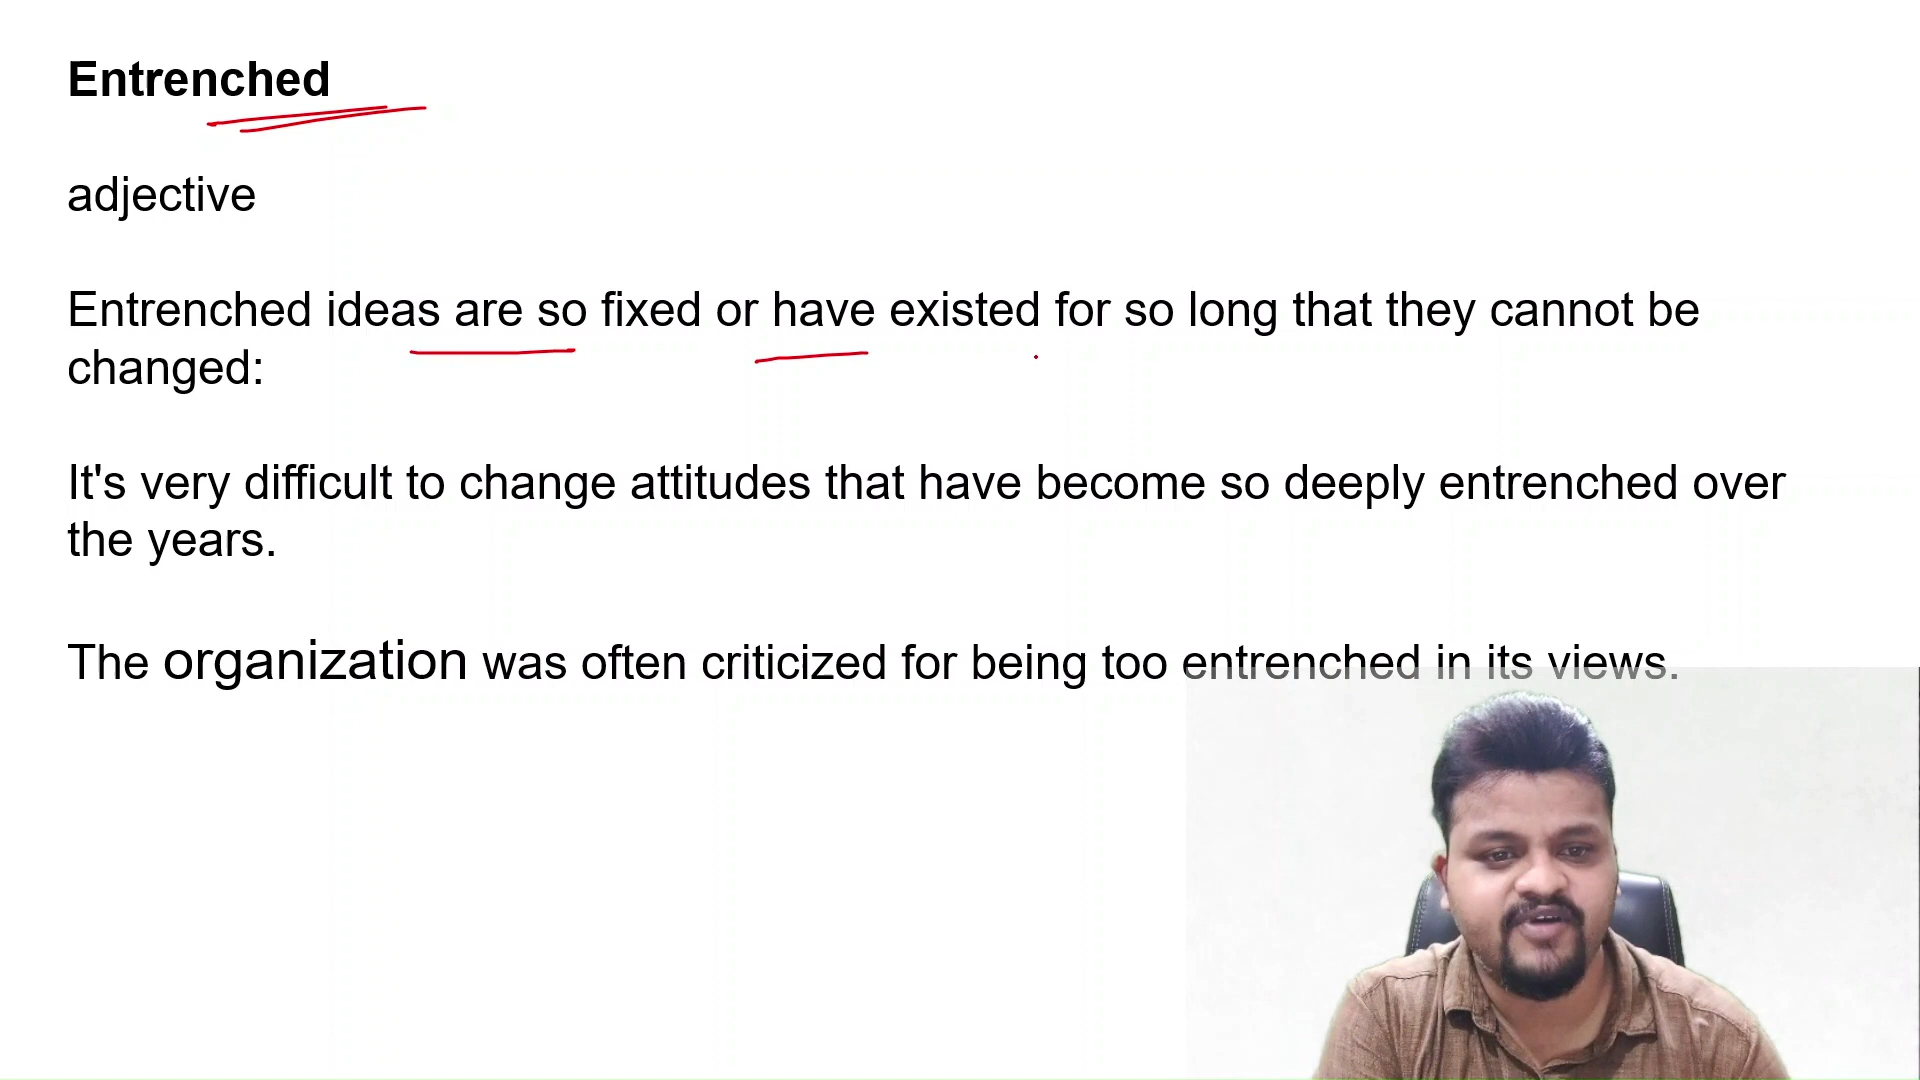 Entrenched
adjective
Entrenched ideas are so fixed or have existed for so long that they cannot be
changed:
It's very difficult to change attitudes that have become so deeply entrenched over
the years.
The organization was often criticized for being too entrenched in its views.